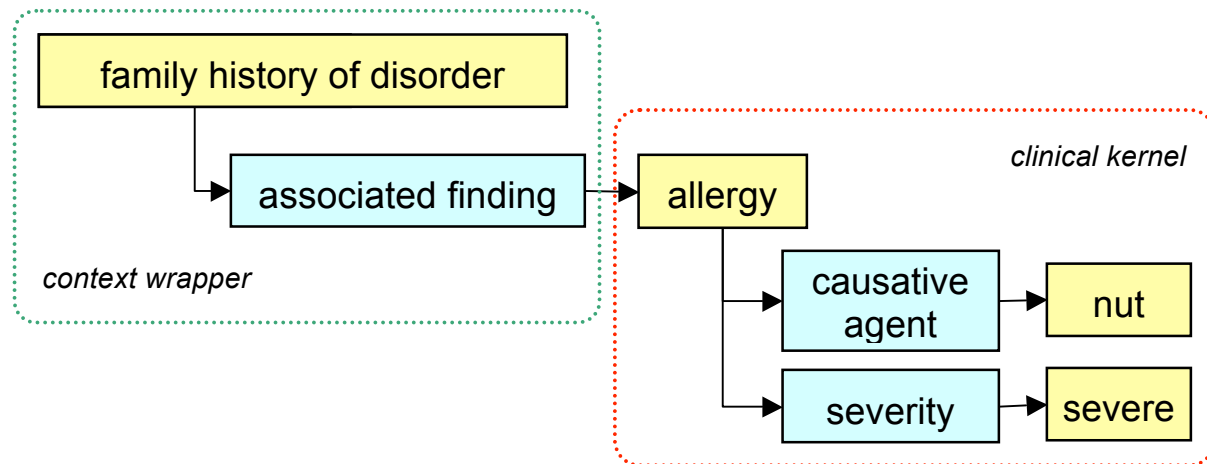 family history of disorder
associated finding
context wrapper
clinical kernel
allergy
causative
agent
nut
severity
severe